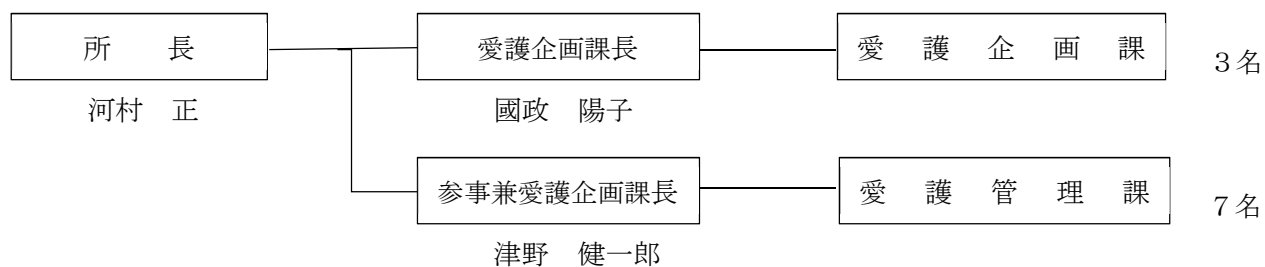 所　長
愛護企画課長
愛　護　企　画　課
３名
河村　正
國政　陽子
参事兼愛護企画課長
愛　護　管　理　課
７名
津野　健一郎